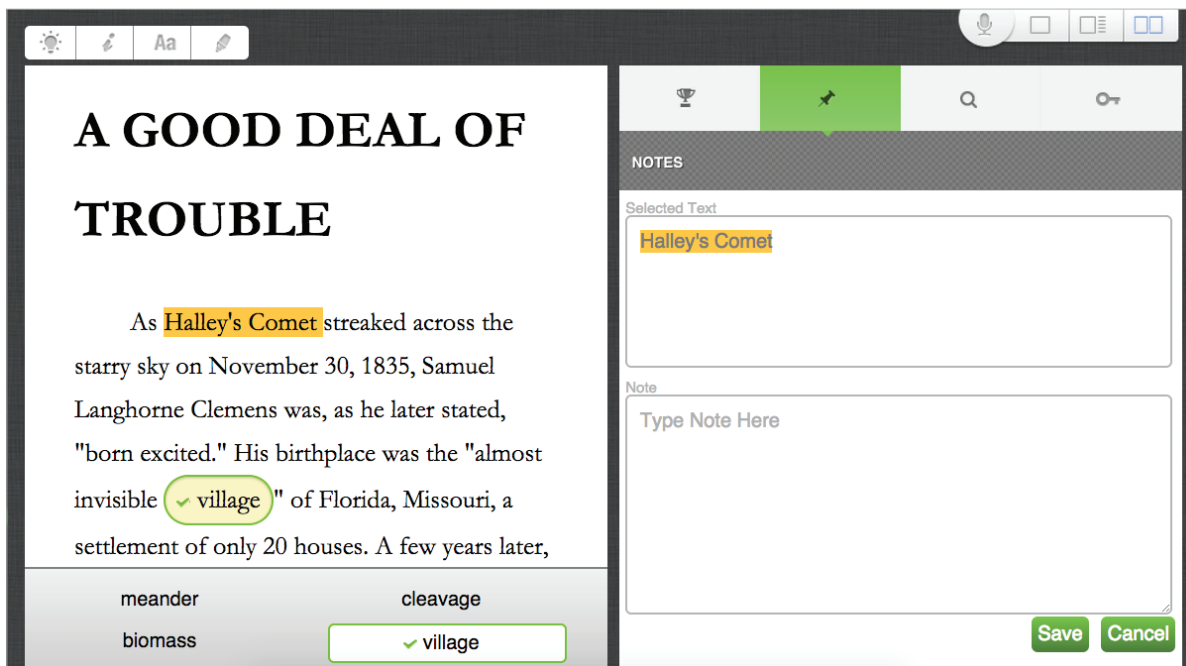 i
Aa
A GOOD DEAL OF
TROUBLE
As Halley's Comet streaked across the
starry sky on November 30, 1835, Samuel
Langhorne Clemens was, as he later stated,
"born excited." His birthplace was the "almost
invisible village" of Florida, Missouri, a
settlement of only 20 houses. A few years later,
meander
cleavage
biomass
village
NOTES
Selected Text
Halley's Comet
Note
Type Note Here
Save
Cancel